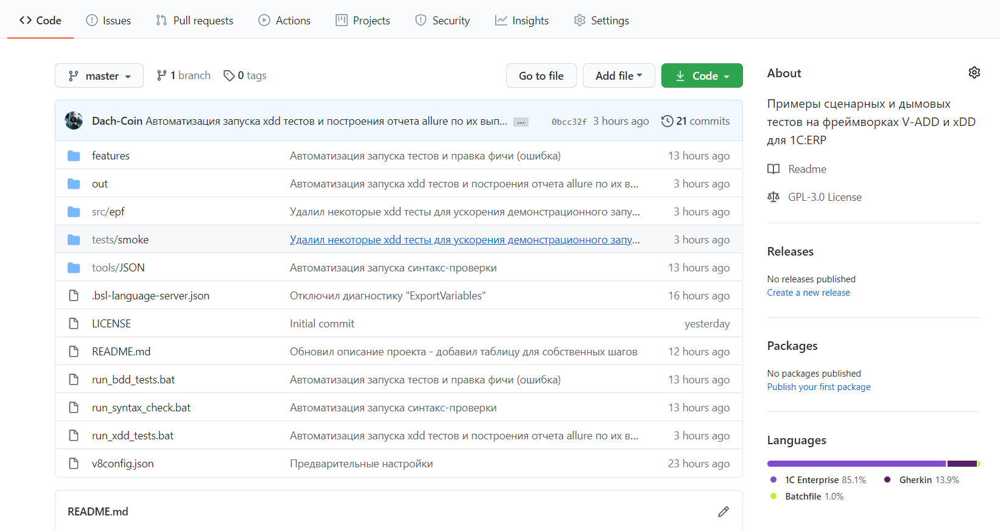 Code Issues Pull requests Actions Projects Security Insights Settings
master 1 branch 0 tags Go to file Add file Code
Dach-Coin Автоматизация запуска xdd тестов и построения отчета allure по их вып... ... 0bcc32f 3 hours ago 21 commits
features Автоматизация запуска тестов и правка фичи (ошибка) 13 hours ago
out Автоматизация запуска xdd тестов и построения отчета allure по их в... 3 hours ago
src/epf Удалил некоторые xdd тесты для ускорения демонстрационного запу... 3 hours ago
tests/smoke Удалил некоторые xdd тесты для ускорения демонстрационного запу... 3 hours ago
tools/JSON Автоматизация запуска синтакс-проверки 13 hours ago
.bsl-language-server.json Отключил диагностику "ExportVariables" 16 hours ago
LICENSE Initial commit yesterday
README.md Обновил описание проекта - добавил таблицу для собственных шагов 12 hours ago
run_bdd_tests.bat Автоматизация запуска тестов и правка фичи (ошибка) 13 hours ago
run_syntax_check.bat Автоматизация запуска синтакс-проверки 13 hours ago
run_xdd_tests.bat Автоматизация запуска xdd тестов и построения отчета allure по их в... 3 hours ago
v8config.json Предварительные настройки 23 hours ago
README.md
About
Примеры сценарных и дымовых
тестов на фреймворках V-ADD и xDD
для 1C:ERP
Readme
GPL-3.0 License
Releases
No releases published
Create a new release
Packages
No packages published
Publish your first package
Languages
1C Enterprise 85.1% Gherkin 13.9%
Batchfile 1.0%